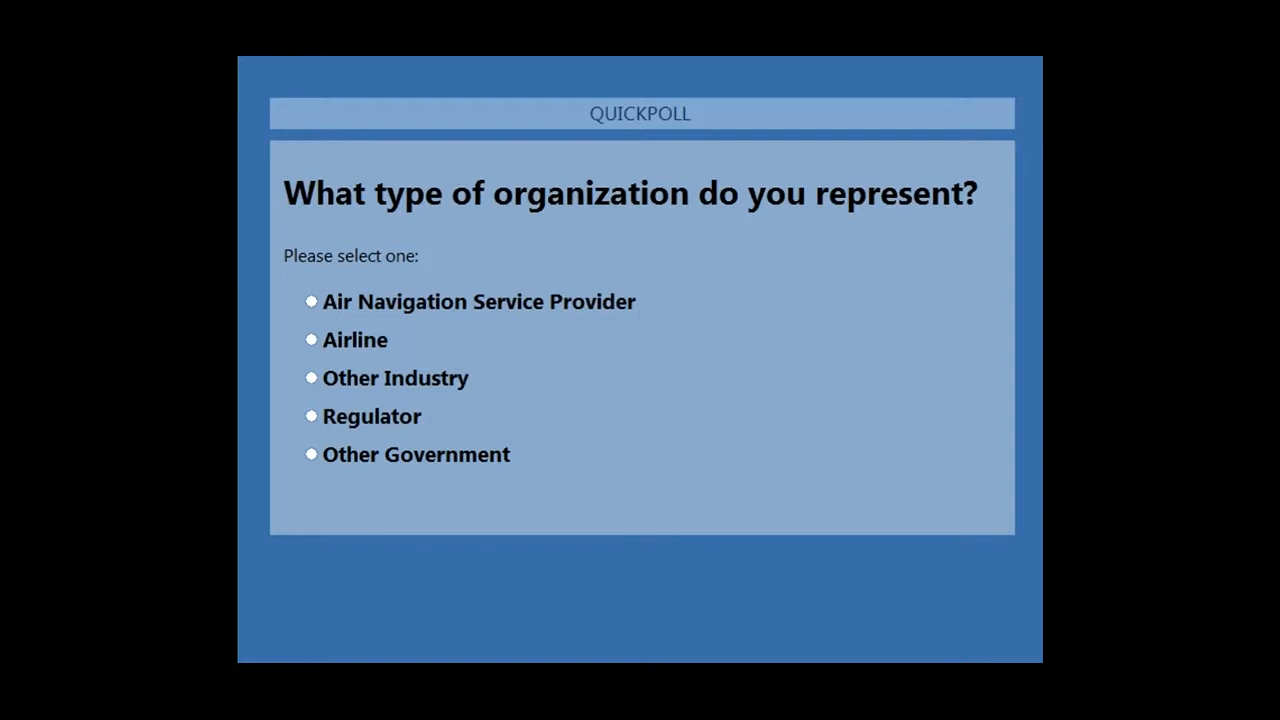 QUICKPOLL
What type of organization do you represent?
Please select one:
Air Navigation Service Provider
Airline
Other Industry
Regulator
Other Government